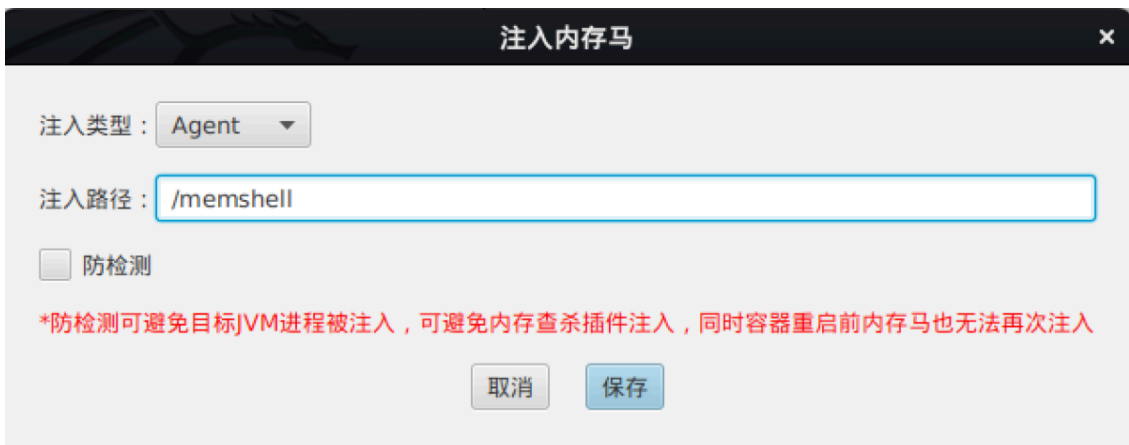 注入内存马 ×
注入类型： Agent
注入路径： /memshell
防检测
*防检测可避免目标JVM进程被注入，可避免内存查杀插件注入，同时容器重启前内存马也无法再次注入
取消 保存